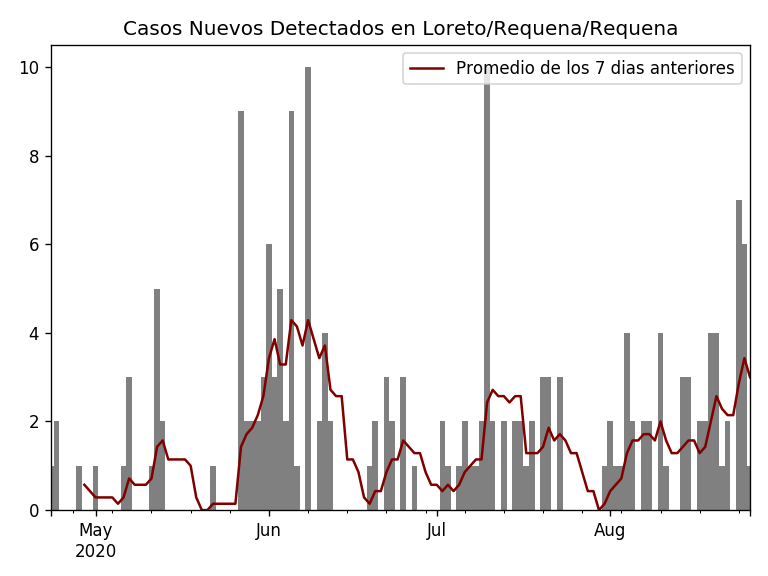 Casos Nuevos Detectados en Loreto/Requena/Requena
Promedio de los 7 dias anteriores
10
8
6
4
2
0
May Jun Jul Aug
2020